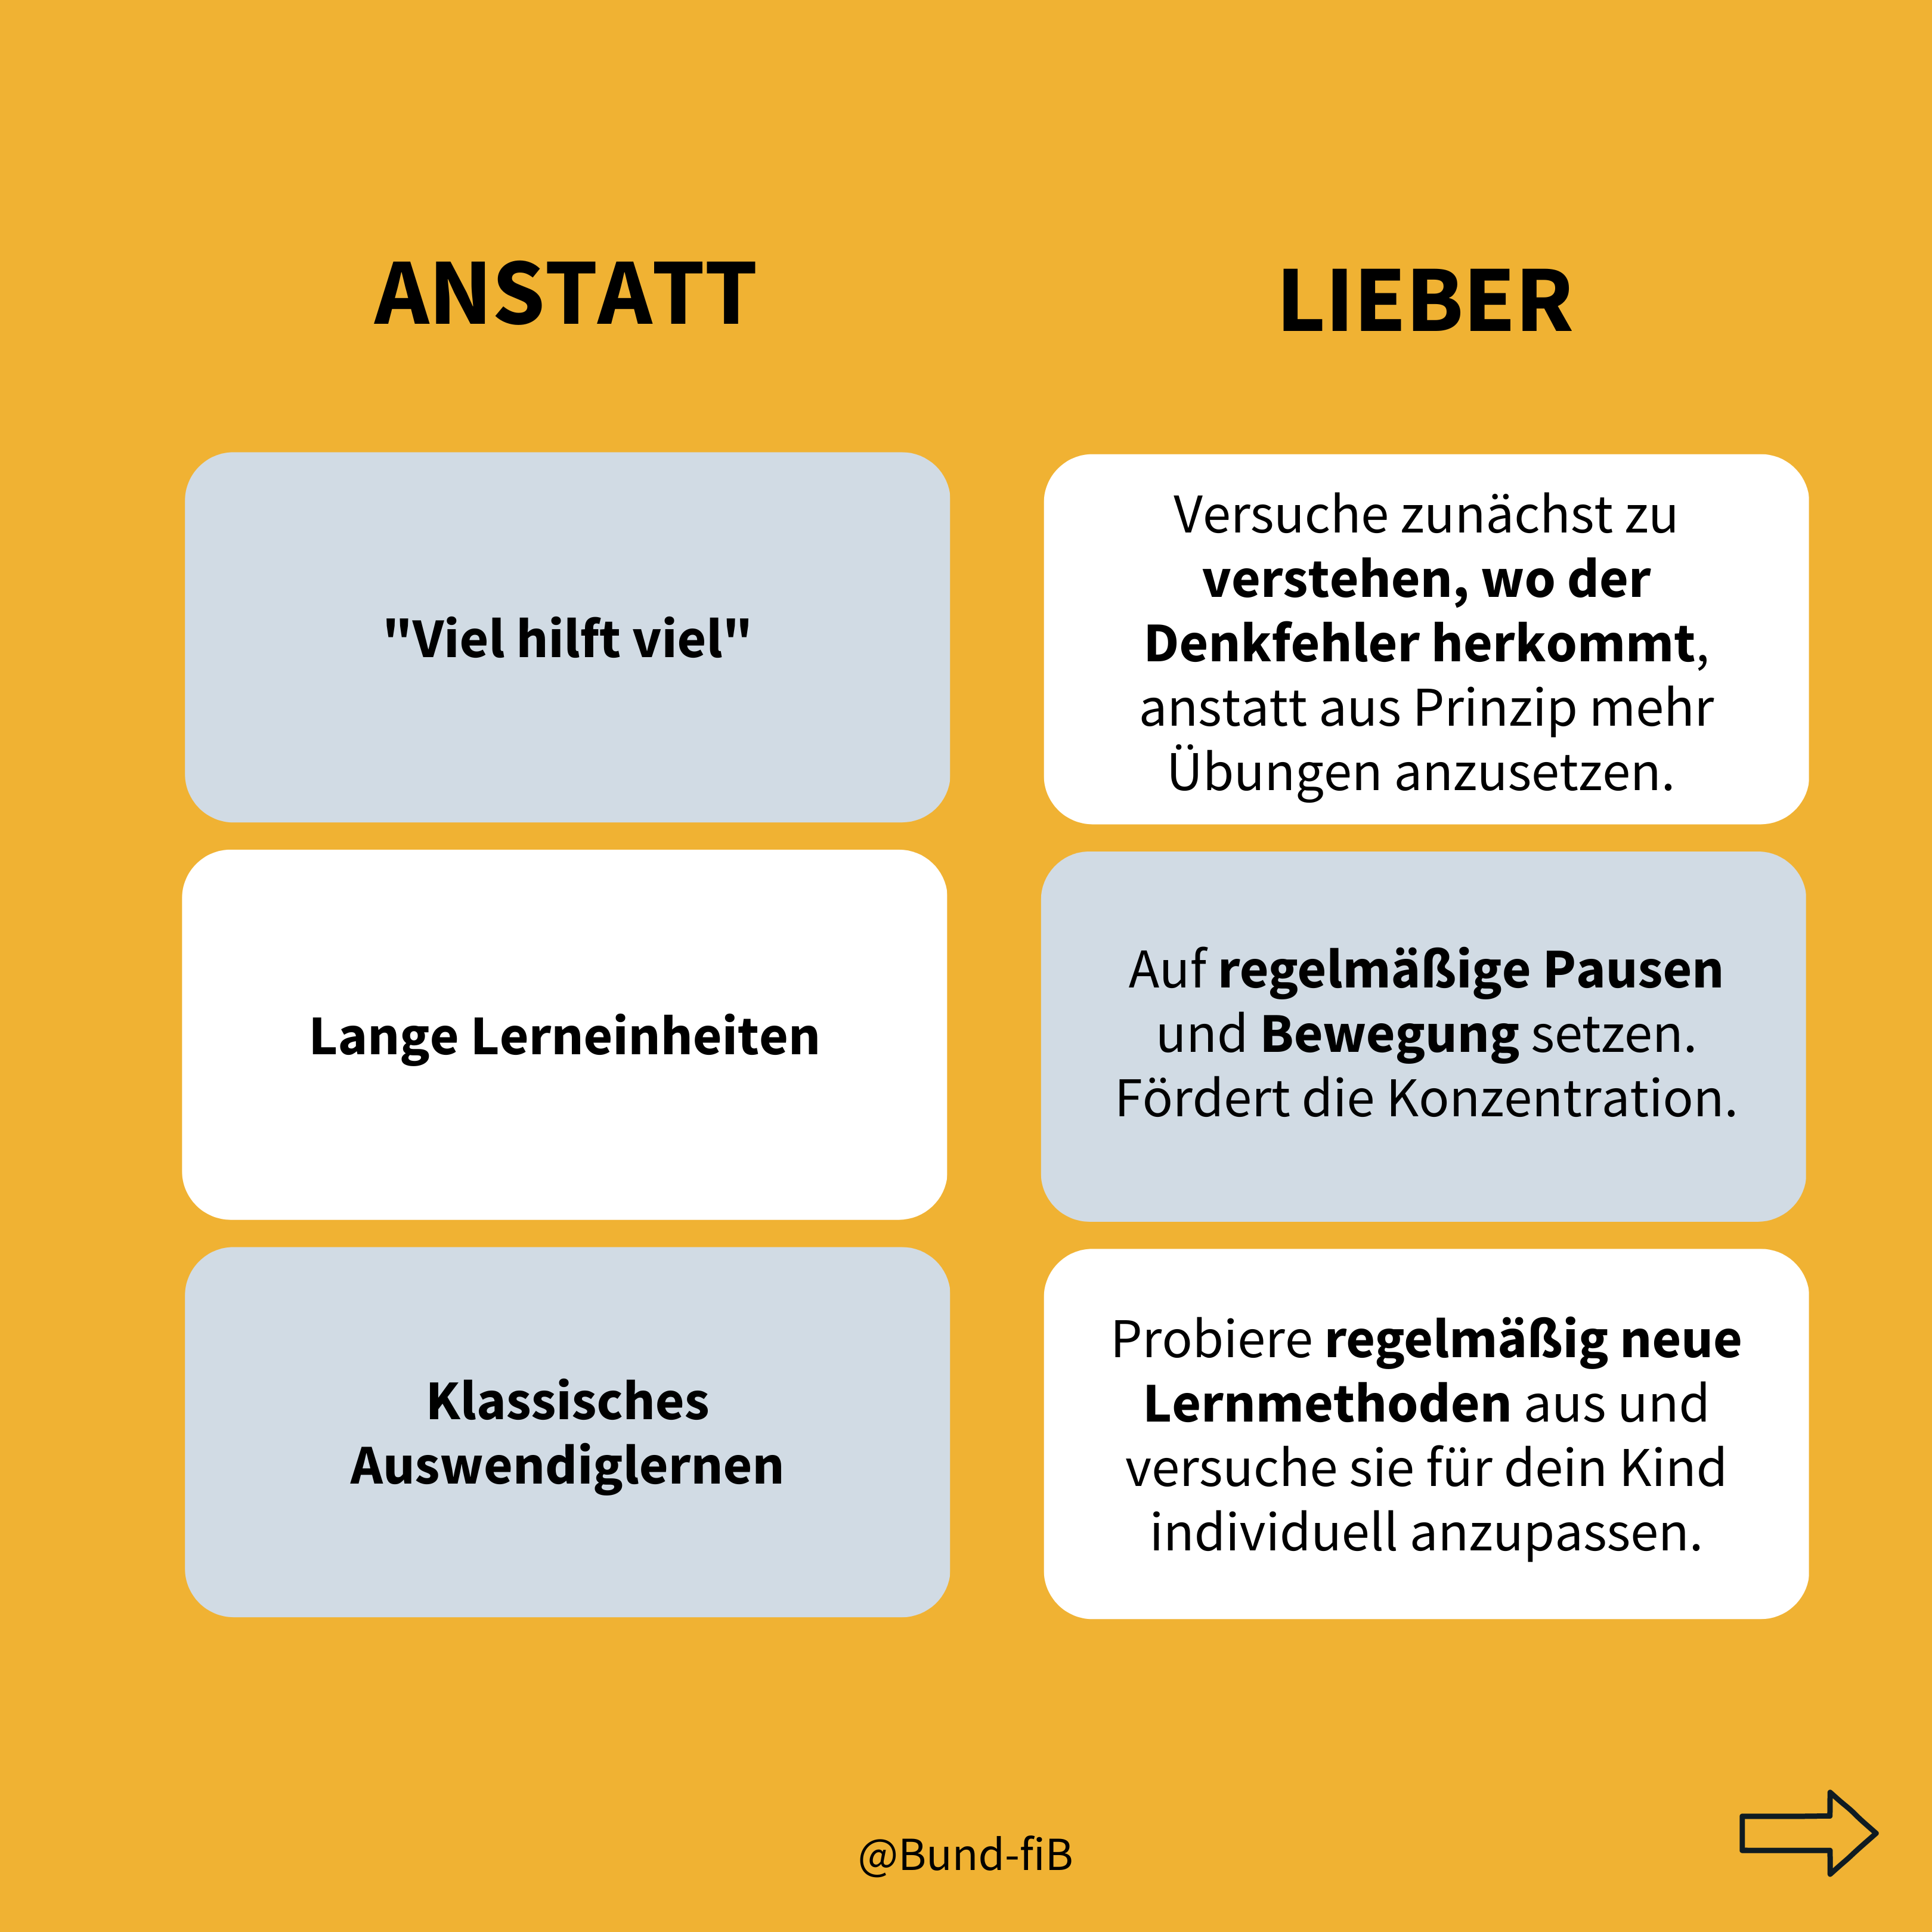 ANSTATT
LIEBER
"Viel hilft viel"
Versuche zunächst zu
verstehen, wo der
Denkfehler herkommt,
anstatt aus Prinzip mehr
Übungen anzusetzen.
Lange Lerneinheiten
Auf regelmäßige Pausen
und Bewegung setzen.
Fördert die Konzentration.
Klassisches
Auswendiglernen
Probiere regelmäßig neue
Lernmethoden aus und
versuche sie für dein Kind
individuell anzupassen.
@Bund-fiB